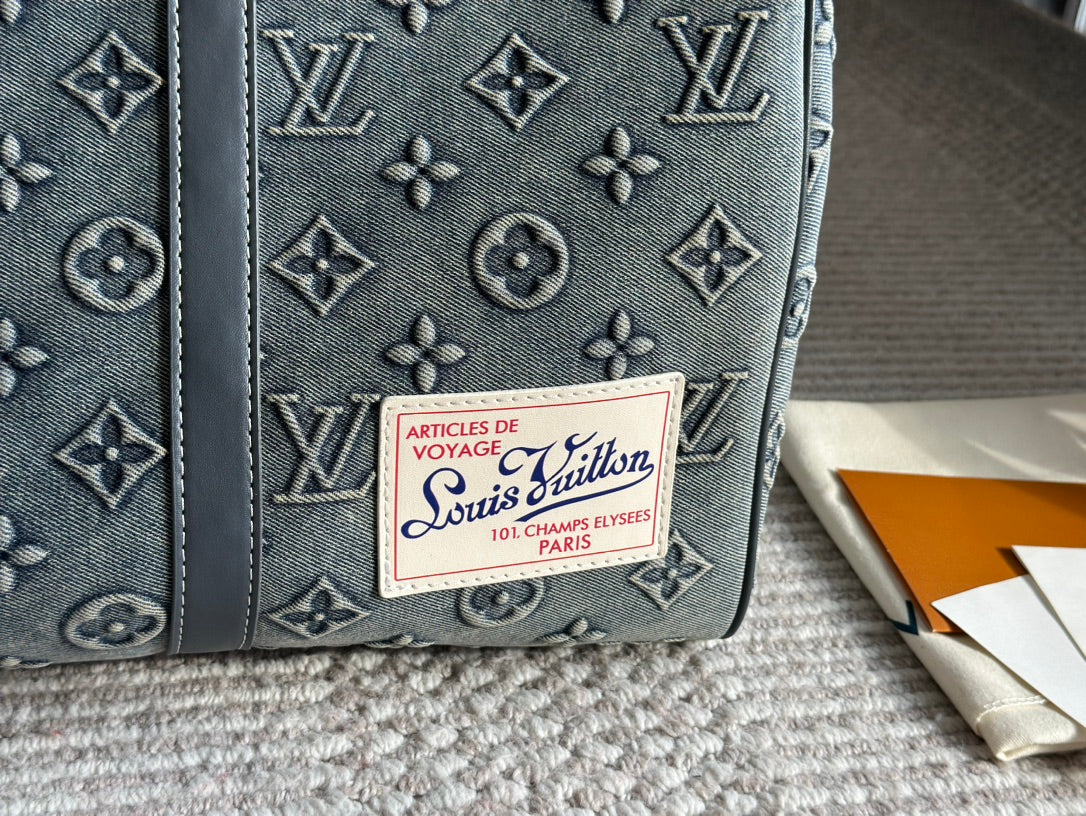 ARTICLES DE
VOYAGE
Louis Vuitton
101, CHAMPS ELYSEES
PARIS